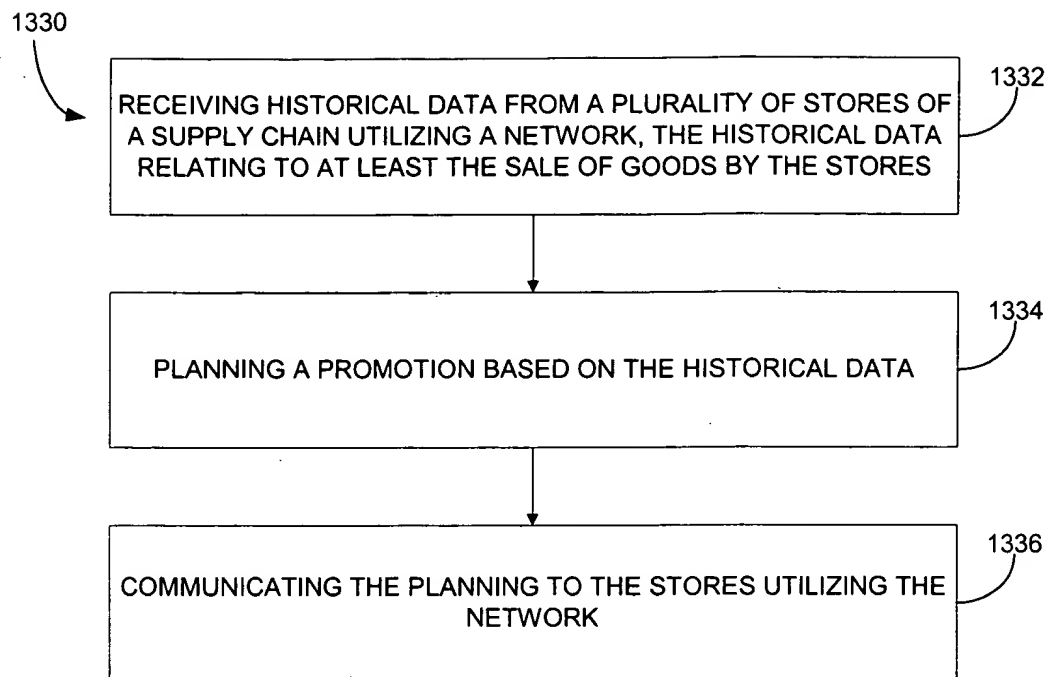 1330
1332
RECEIVING HISTORICAL DATA FROM A PLURALITY OF STORES OF
A SUPPLY CHAIN UTILIZING A NETWORK, THE HISTORICAL DATA
RELATING TO AT LEAST THE SALE OF GOODS BY THE STORES
1334
PLANNING A PROMOTION BASED ON THE HISTORICAL DATA
1336
COMMUNICATING THE PLANNING TO THE STORES UTILIZING THE
NETWORK